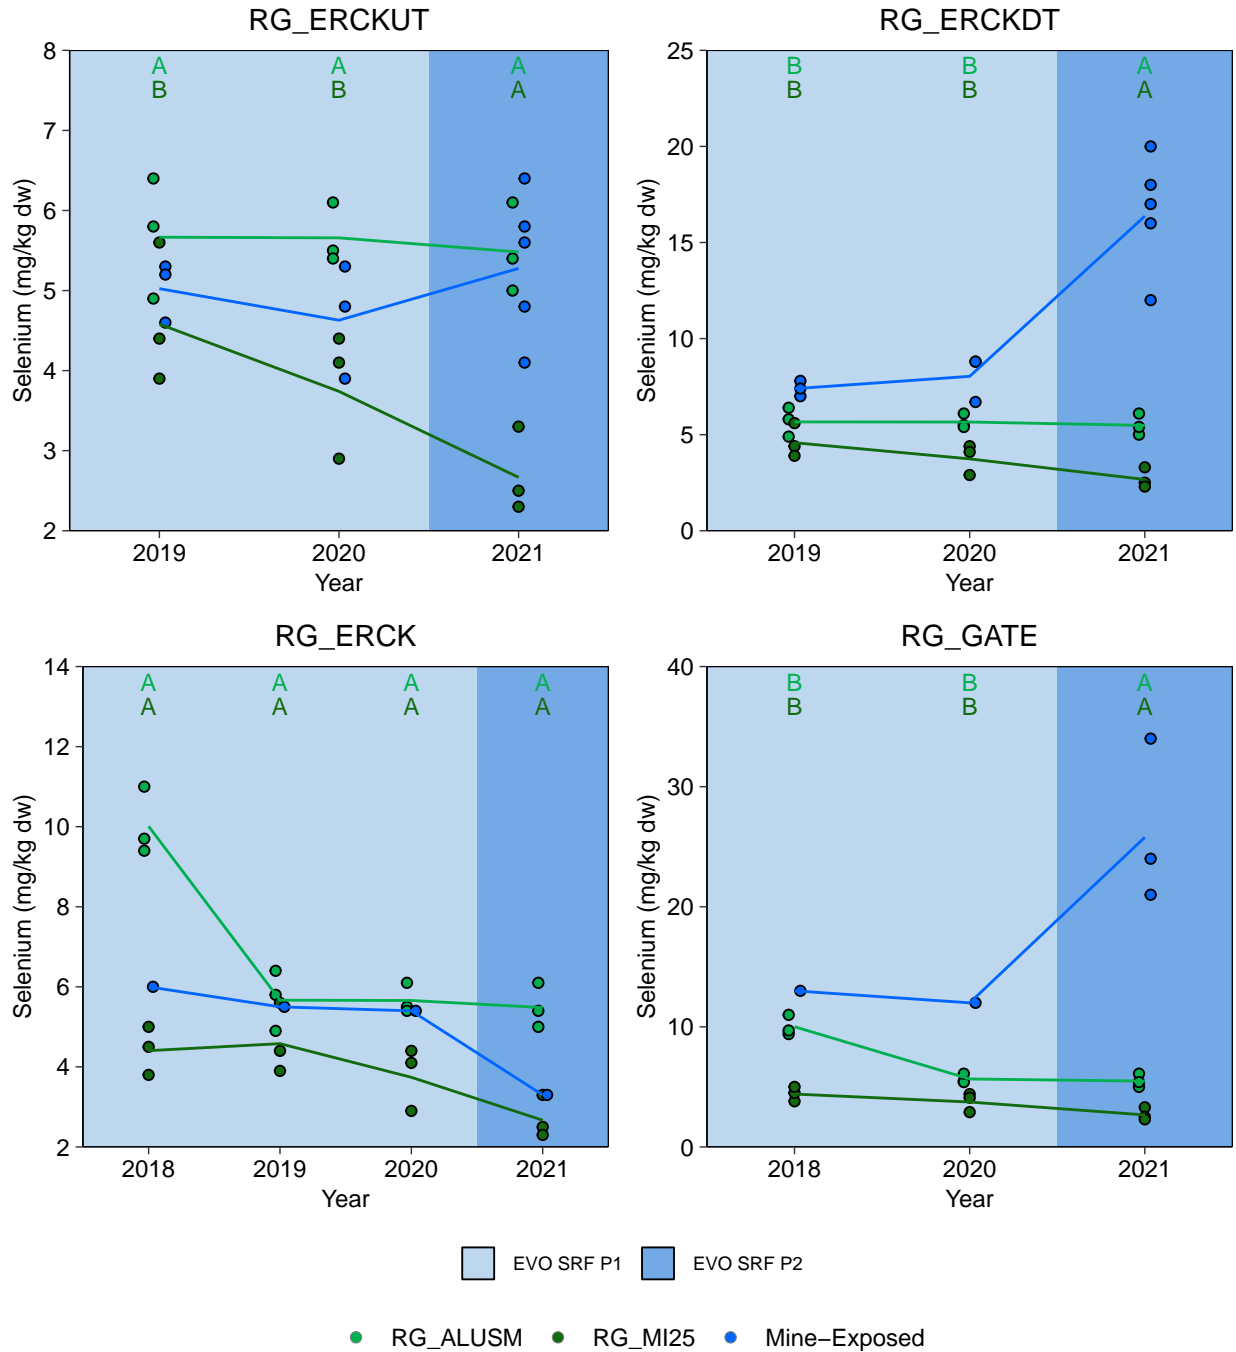 RG_ERCKUT
8
7
6
5
4
3
2
Selenium (mg/kg dw)
A A A
B B A
2019 2020 2021
Year
RG_ERCKDT
25
20
15
10
5
0
Selenium (mg/kg dw)
B B A
B B A
2019 2020 2021
Year
RG_ERCK
14
12
10
8
6
4
2
Selenium (mg/kg dw)
A A A A
A A A A
2018 2019 2020 2021
Year
RG_GATE
40
30
20
10
0
Selenium (mg/kg dw)
B B A
B B A
2018 2020 2021
Year
EVO SRF P1 EVO SRF P2
RG_ALUSM RG_MI25 Mine−Exposed